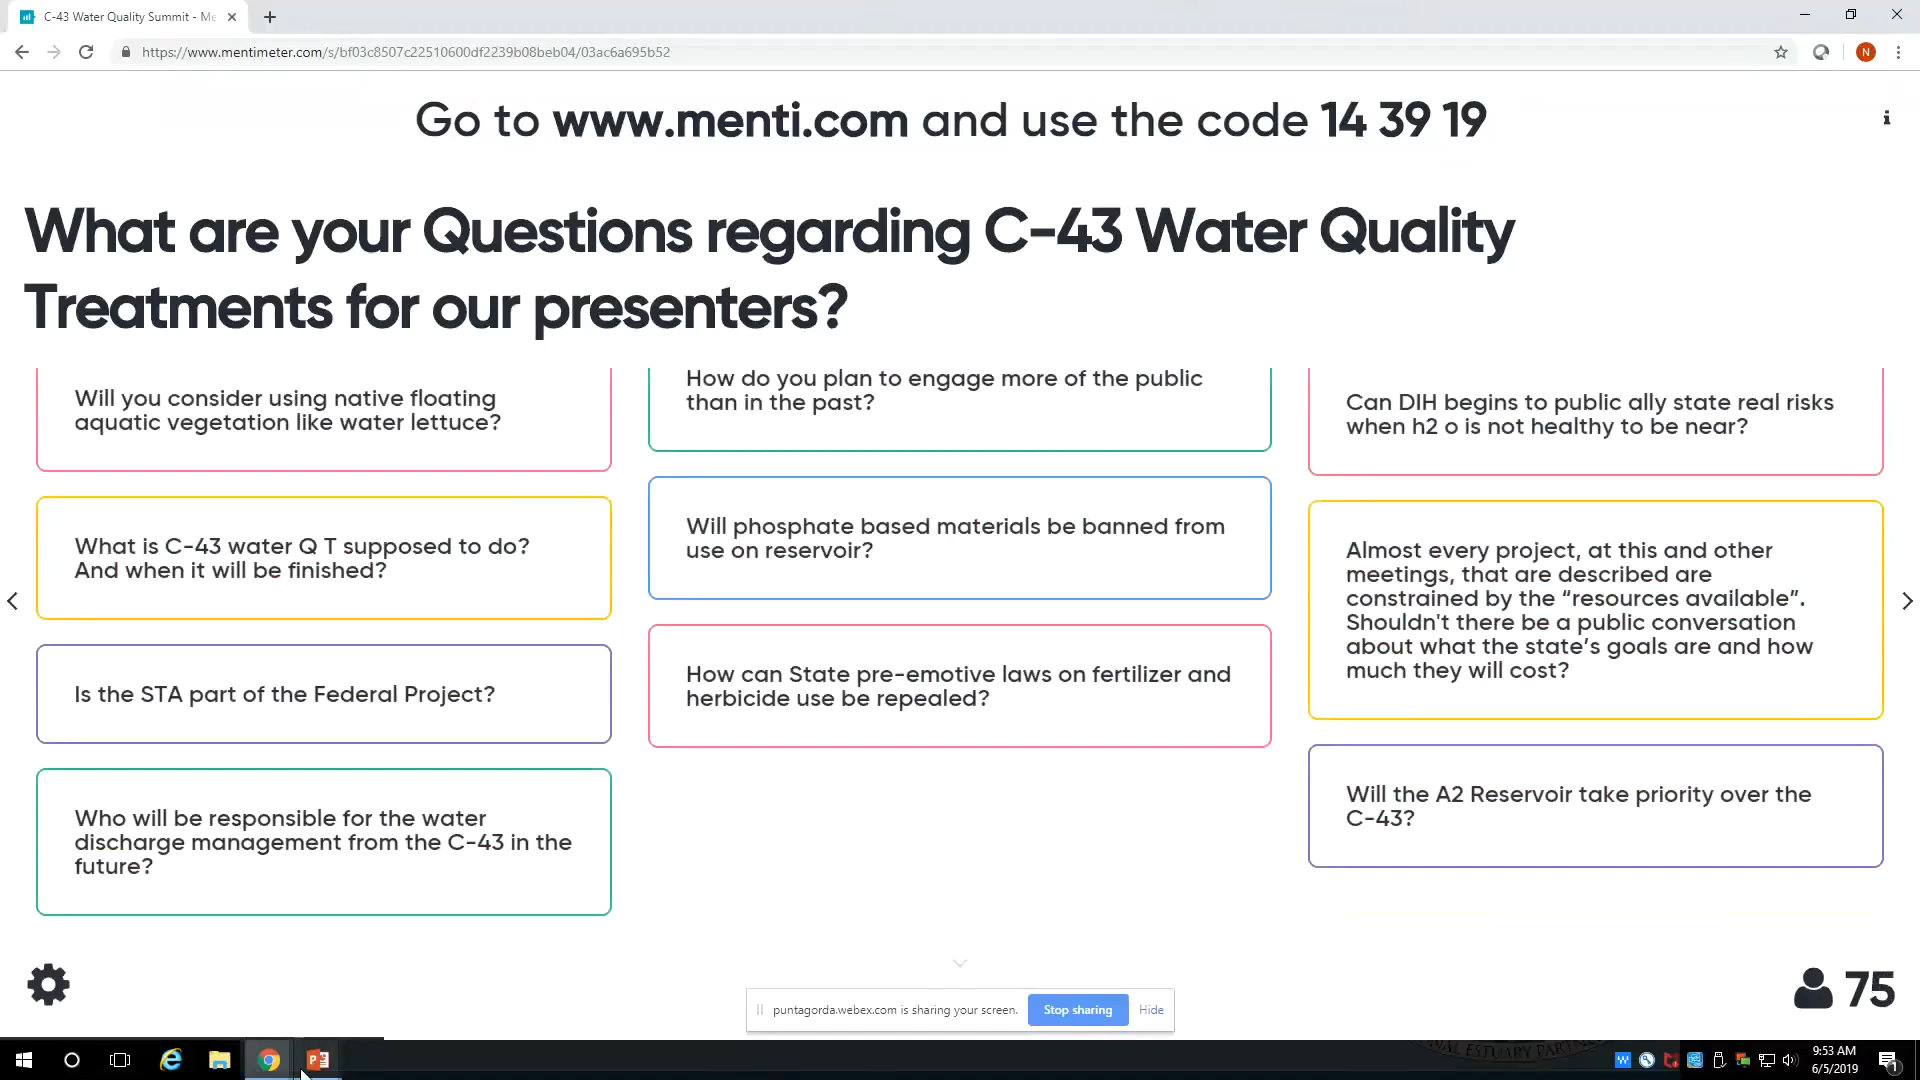 C-43 Water Quality Summit - Me
https://www.mentimeter.com/s/bf03c8507c22510600df2239b08beb04/03ac6a695b52
N
Go to www.menti.com and use the code 14 39 19
What are your Questions regarding C-43 Water Quality
Treatments for our presenters?
Will you consider using native floating
aquatic vegetation like water lettuce?
What is C-43 water Q T supposed to do?
And when it will be finished?
Is the STA part of the Federal Project?
Who will be responsible for the water
discharge management from the C-43 in the
future?
How do you plan to engage more of the public
than in the past?
Will phosphate based materials be banned from
use on reservoir?
How can State pre-emotive laws on fertilizer and
herbicide use be repealed?
Can DIH begins to public ally state real risks
when h2 o is not healthy to be near?
Almost every project, at this and other
meetings, that are described are
constrained by the “resources available”.
Shouldn't there be a public conversation
about what the state’s goals are and how
much they will cost?
Will the A2 Reservoir take priority over the
C-43?
75
puntagorda.webex.com is sharing your screen.
Stop sharing
Hide
9:53 AM
6/5/2019
1